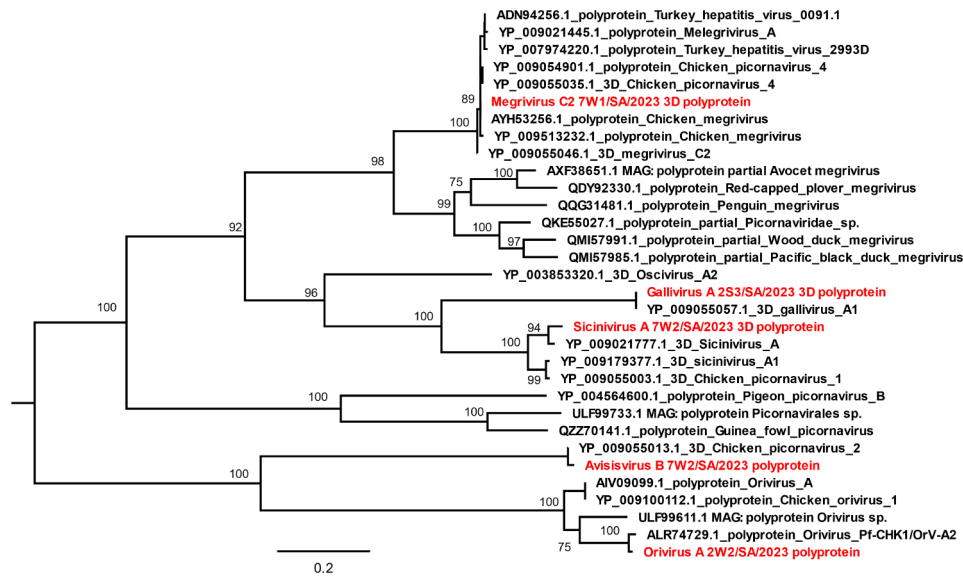 ADN94256.1_polyprotein_Turkey_hepatitis_virus_0091.1
YP_009021445.1_polyprotein_Melegrivirus_A
YP_007974220.1_polyprotein_Turkey_hepatitis_virus_2993D
YP_009054901.1_polyprotein_Chicken_picornavirus_4
YP_009055035.1_3D_Chicken_picornavirus_4
89
Megrivirus C2 7W1/SA/2023 3D polyprotein
AYH53256.1_polyprotein_Chicken_megrivirus
100
YP_009513232.1_polyprotein_Chicken_megrivirus
YP_009055046.1_3D_megrivirus_C2
98
AXF38651.1 MAG: polyprotein partial Avocet megrivirus
100
75
QDY92330.1_polyprotein_Red-capped_plover_megrivirus
99
QQG31481.1_polyprotein_Penguin_megrivirus
QKE55027.1_polyprotein_partial_Picornaviridae_sp.
100
92
97
QMI57991.1_polyprotein_partial_Wood_duck_megrivirus
QMI57985.1_polyprotein_partial_Pacific_black_duck_megrivirus
YP_003853320.1_3D_Oscivirus_A2
96
Gallivirus A 2S3/SA/2023 3D polyprotein
100
YP_009055057.1_3D_gallivirus_A1
100
94
Sicinivirus A 7W2/SA/2023 3D polyprotein
100
YP_009021777.1_3D_Sicinivirus_A
YP_009179377.1_3D_sicinivirus_A1
99
YP_009055003.1_3D_Chicken_picornavirus_1
100
YP_004564600.1_polyprotein_Pigeon_picornavirus_B
100
ULF99733.1 MAG: polyprotein Picornavirales sp.
QZZ70141.1_polyprotein_Guinea_fowl_picornavirus
YP_009055013.1_3D_Chicken_picornavirus_2
100
Avisisvirus B 7W2/SA/2023 polyprotein
AIV09099.1_polyprotein_Orivirus_A
100
YP_009100112.1_polyprotein_Chicken_orivirus_1
ULF99611.1 MAG: polyprotein Orivirus sp.
100
ALR74729.1_polyprotein_Orivirus_Pf-CHK1/OrV-A2
75
Orivirus A 2W2/SA/2023 polyprotein
0.2